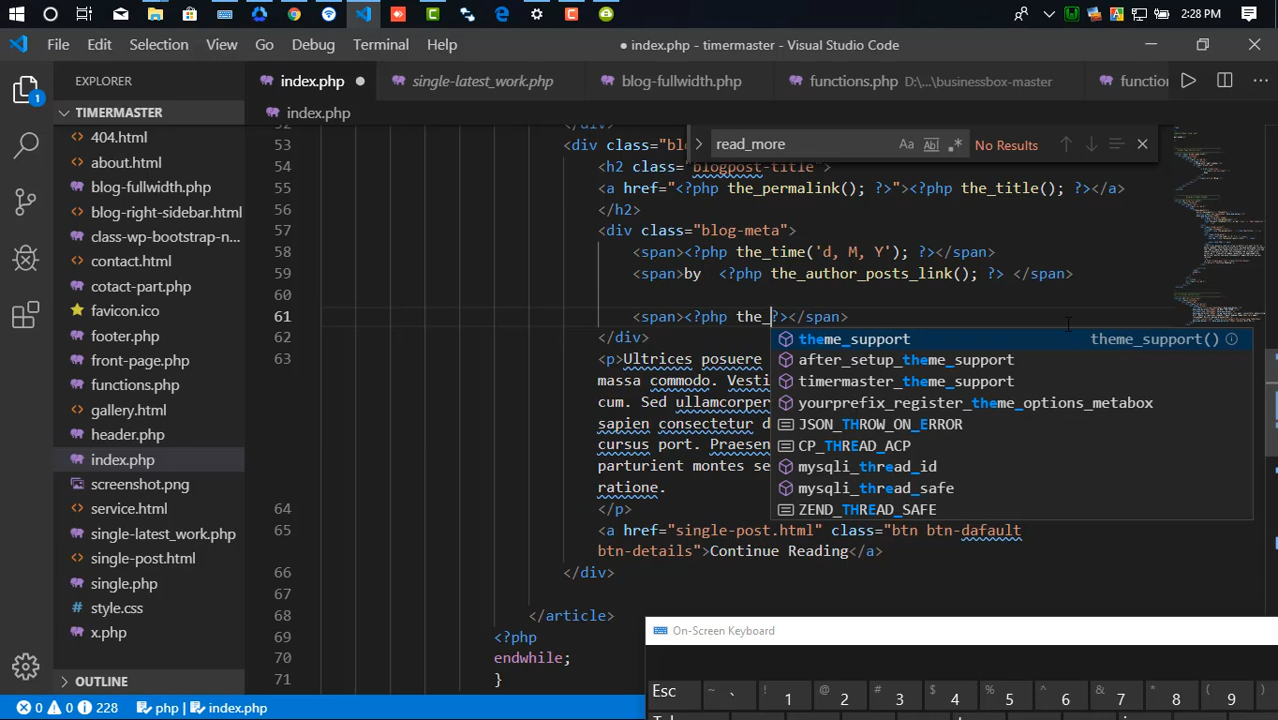 2:28 PM
File Edit Selection View Go Debug Terminal Help
● index.php - timermaster - Visual Studio Code
EXPLORER
index.php ●
single-latest_work.php
blog-fullwidth.php
functions.php D:\...\businessbox-master
function
1
TIMERMASTER
404.html
about.html
blog-fullwidth.php
blog-right-sidebar.html
class-wp-bootstrap-n...
contact.html
cotact-part.php
favicon.ico
footer.php
front-page.php
functions.php
gallery.html
header.php
index.php
screenshot.png
service.html
single-latest_work.php
single-post.html
single.php
style.css
x.php
OUTLINE
index.php
read_more
Aa Abl .*
No Results
52 </div>
53 <div class="blo
54 <h2 class="blogpost-title">
55 <a href="<?php the_permalink(); ?>"><?php the_title(); ?></a>
56 </h2>
57 <div class="blog-meta">
58 <span><?php the_time('d, M, Y'); ?></span>
59 <span>by <?php the_author_posts_link(); ?> </span>
60
61 <span><?php the_?></span>
62 </div>
63 <p>Ultrices posuere
massa commodo. Vesti
cum. Sed ullamcorper
sapien consectetur d
cursus port. Praesen
parturient montes se
ratione.
64 </p>
65 <a href="single-post.html" class="btn btn-dafault
btn-details">Continue Reading</a>
66 </div>
67
68 </article>
69 <?php
70 endwhile;
71 }
theme_support theme_support()
after_setup_theme_support
timermaster_theme_support
yourprefix_register_theme_options_metabox
JSON_THROW_ON_ERROR
CP_THREAD_ACP
mysqli_thread_id
mysqli_thread_safe
ZEND_THREAD_SAFE
On-Screen Keyboard
Esc ~ ` ! 1 @ 2 # 3 $ 4 % 5 ^ 6 & 7 * 8 ( 9
0 0 228 php | index.php